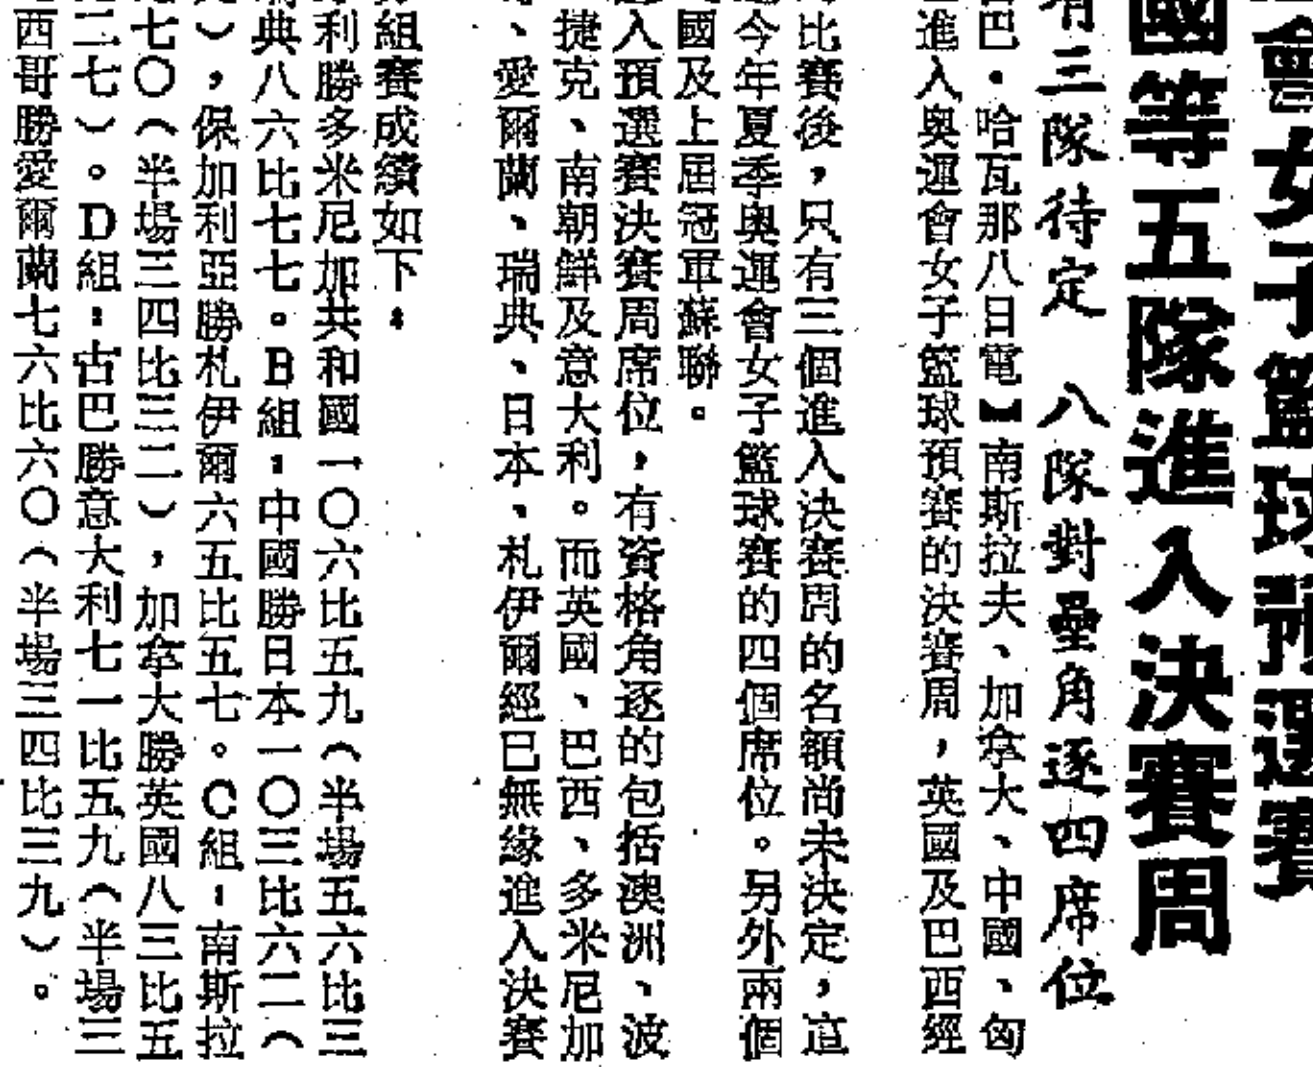 會女子籃球預選賽
國等五隊進入決賽周
有三隊待定　八隊對壘角逐四席位
巴·哈瓦那八日電】南斯拉夫、加拿大、中國、匈
進入奧運會女子籃球預賽的決賽周，英國及巴西經
比賽後，只有三個進入決賽周的名額尚未決定，這
今年夏季奧運會女子籃球賽的四個席位。另外兩個
國及上屆冠軍蘇聯。
入預選賽決賽周席位，有資格角逐的包括澳洲、波
、捷克、南朝鮮及意大利。而英國、巴西、多米尼加
、愛爾蘭、瑞典、日本、札伊爾經已無緣進入決賽
組賽成績如下：
利勝多米尼加共和國一〇六比五九（半場五六比三
典八六比七七。B組：中國勝日本一〇三比六二（
），保加利亞勝札伊爾六五比五七。C組：南斯拉
七〇（半場三四比三二），加拿大勝英國八三比五
二七）。D組：古巴勝意大利七一比五九（半場三
西哥勝愛爾蘭七六比六〇（半場三四比三九）。